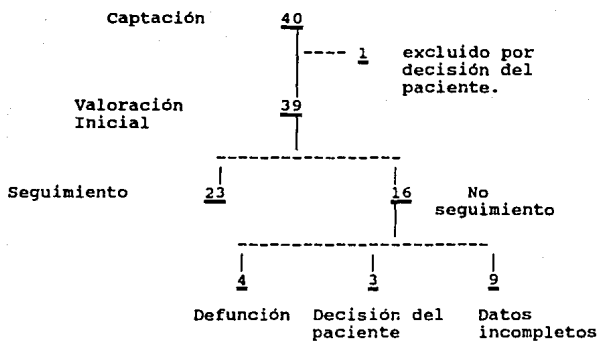 Captación 40
1 excluido por
decisión del
paciente.
Valoración 39
Inicial
Seguimiento 23 16 No
seguimiento
4 3 9
Defunción Decisión del Datos
paciente incompletos